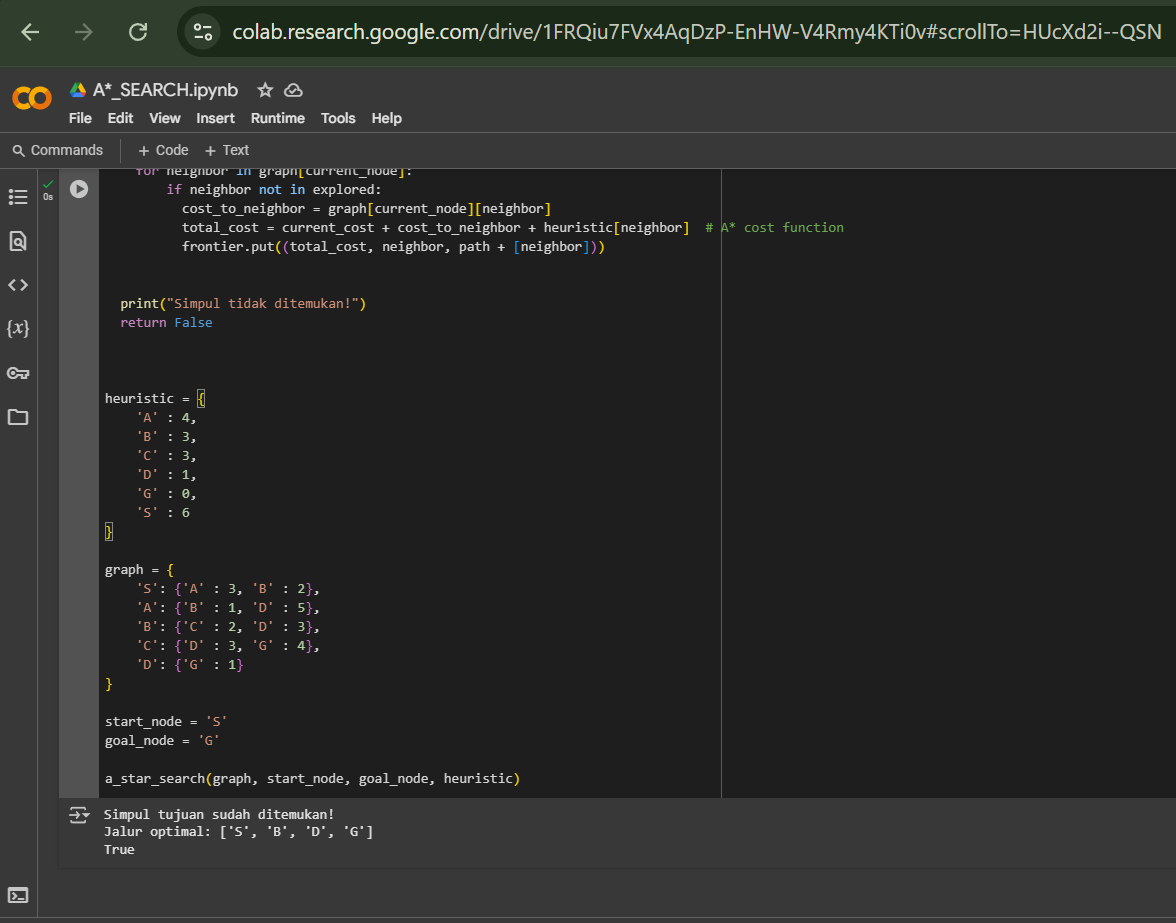 colab.research.google.com/drive/1FRQiu7FVx4AqDzP-EnHW-V4Rmy4KTi0v#scrollTo=HUcXd2i--QSN
A*_SEARCH.ipynb
File Edit View Insert Runtime Tools Help
Commands + Code + Text
0s
for neighbor in graph[current_node]:
if neighbor not in explored:
cost_to_neighbor = graph[current_node][neighbor]
total_cost = current_cost + cost_to_neighbor + heuristic[neighbor]  # A* cost function
frontier.put((total_cost, neighbor, path + [neighbor]))
print("Simpul tidak ditemukan!")
return False
heuristic = {
'A' : 4,
'B' : 3,
'C' : 3,
'D' : 1,
'G' : 0,
'S' : 6
}
graph = {
'S': {'A' : 3, 'B' : 2},
'A': {'B' : 1, 'D' : 5},
'B': {'C' : 2, 'D' : 3},
'C': {'D' : 3, 'G' : 4},
'D': {'G' : 1}
}
start_node = 'S'
goal_node = 'G'
a_star_search(graph, start_node, goal_node, heuristic)
Simpul tujuan sudah ditemukan!
Jalur optimal: ['S', 'B', 'D', 'G']
True